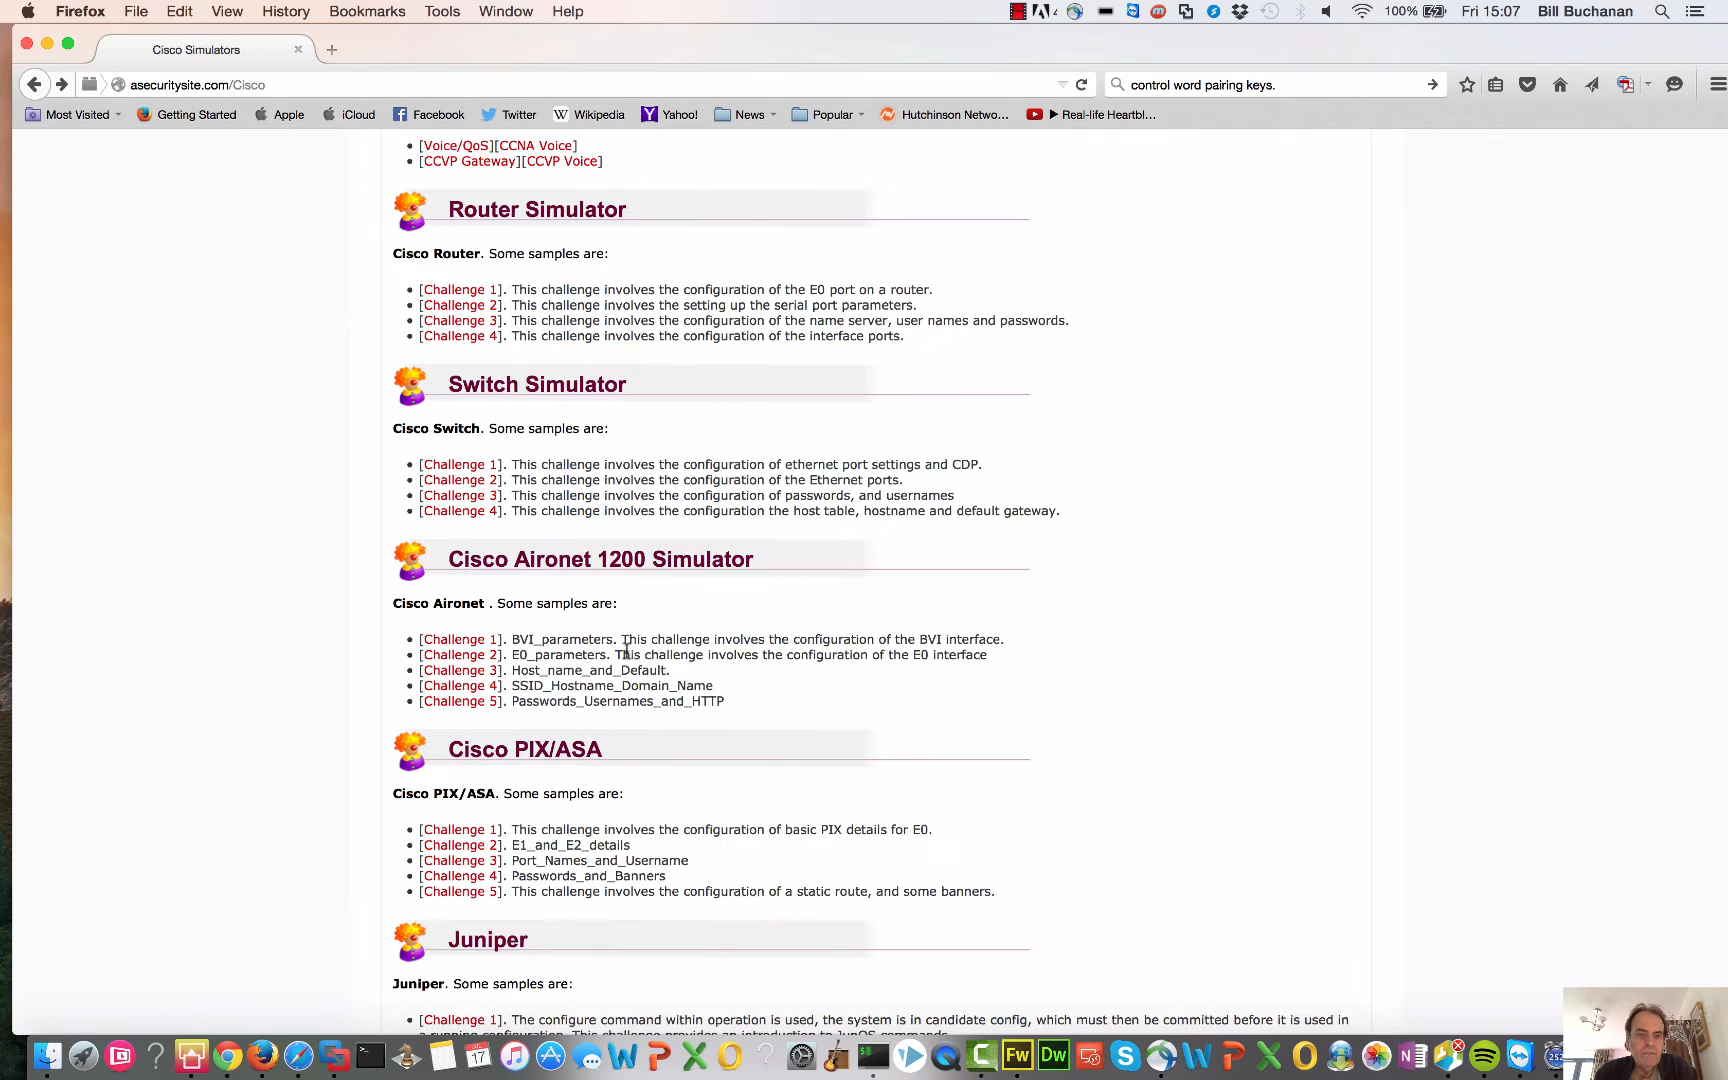 Firefox File Edit View History Bookmarks Tools Window Help 100% Fri 15:07 Bill Buchanan
Cisco Simulators
asecuritysite.com/Cisco control word pairing keys.
Most Visited Getting Started Apple iCloud Facebook Twitter Wikipedia Yahoo! News Popular Hutchinson Netwo... ▶ Real-life Heartbl...
• [Voice/QoS][CCNA Voice]
• [CCVP Gateway][CCVP Voice]
Router Simulator
Cisco Router. Some samples are:
• [Challenge 1]. This challenge involves the configuration of the E0 port on a router.
• [Challenge 2]. This challenge involves the setting up the serial port parameters.
• [Challenge 3]. This challenge involves the configuration of the name server, user names and passwords.
• [Challenge 4]. This challenge involves the configuration of the interface ports.
Switch Simulator
Cisco Switch. Some samples are:
• [Challenge 1]. This challenge involves the configuration of ethernet port settings and CDP.
• [Challenge 2]. This challenge involves the configuration of the Ethernet ports.
• [Challenge 3]. This challenge involves the configuration of passwords, and usernames
• [Challenge 4]. This challenge involves the configuration the host table, hostname and default gateway.
Cisco Aironet 1200 Simulator
Cisco Aironet . Some samples are:
• [Challenge 1]. BVI_parameters. This challenge involves the configuration of the BVI interface.
• [Challenge 2]. E0_parameters. This challenge involves the configuration of the E0 interface
• [Challenge 3]. Host_name_and_Default.
• [Challenge 4]. SSID_Hostname_Domain_Name
• [Challenge 5]. Passwords_Usernames_and_HTTP
Cisco PIX/ASA
Cisco PIX/ASA. Some samples are:
• [Challenge 1]. This challenge involves the configuration of basic PIX details for E0.
• [Challenge 2]. E1_and_E2_details
• [Challenge 3]. Port_Names_and_Username
• [Challenge 4]. Passwords_and_Banners
• [Challenge 5]. This challenge involves the configuration of a static route, and some banners.
Juniper
Juniper. Some samples are:
• [Challenge 1]. The configure command within operation is used, the system is in candidate config, which must then be committed before it is used in
a running configuration. This challenge provides an introduction to JunOS commands.
17 Fw Dw 252